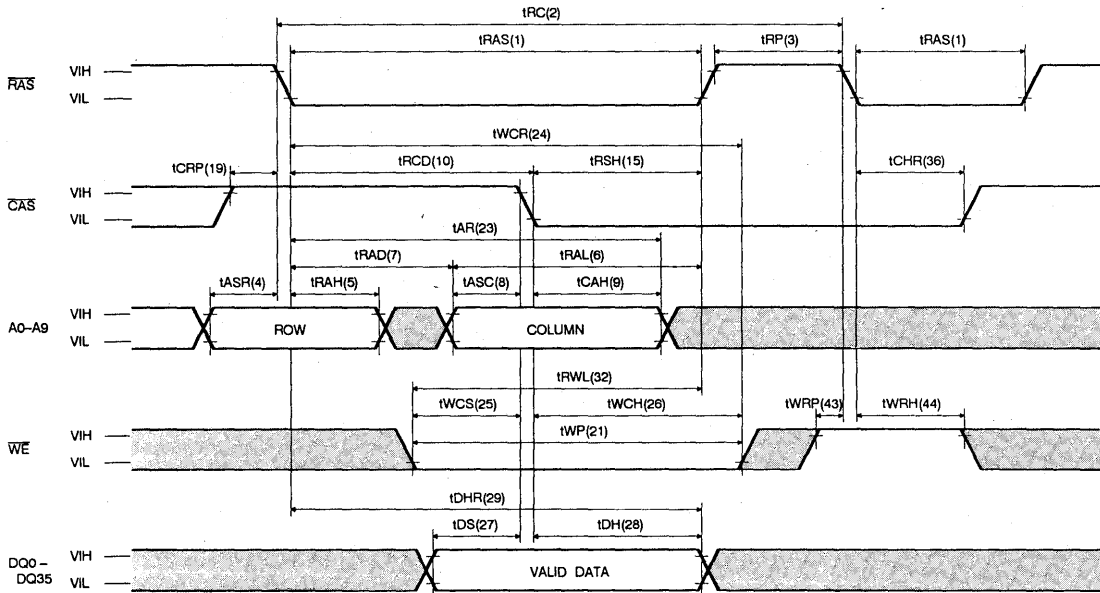 tRC(2)
tRAS(1) tRP(3) tRAS(1)
RAS VIH
VIL
tWCR(24)
tCRP(19) tRCD(10) tRSH(15) tCHR(36)
CAS VIH
VIL
tAR(23)
tRAD(7) tRAL(6)
tASR(4) tRAH(5) tASC(8) tCAH(9)
A0–A9 VIH
VIL
ROW COLUMN
tRWL(32)
tWCS(25) tWCH(26) tWRP(43) tWRH(44)
tWP(21)
WE VIH
VIL
tDHR(29)
tDS(27) tDH(28)
DQ0 – VIH
DQ35 VIL
VALID DATA